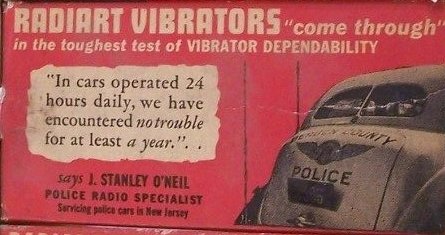 RADIART VIBRATORS "come through"
in the toughest test of VIBRATOR DEPENDABILITY
"In cars operated 24
hours daily, we have
encountered no trouble
for at least a year.". .
says J. STANLEY O'NEIL
POLICE RADIO SPECIALIST
Servicing police cars in New Jersey
COUNTY
POLICE